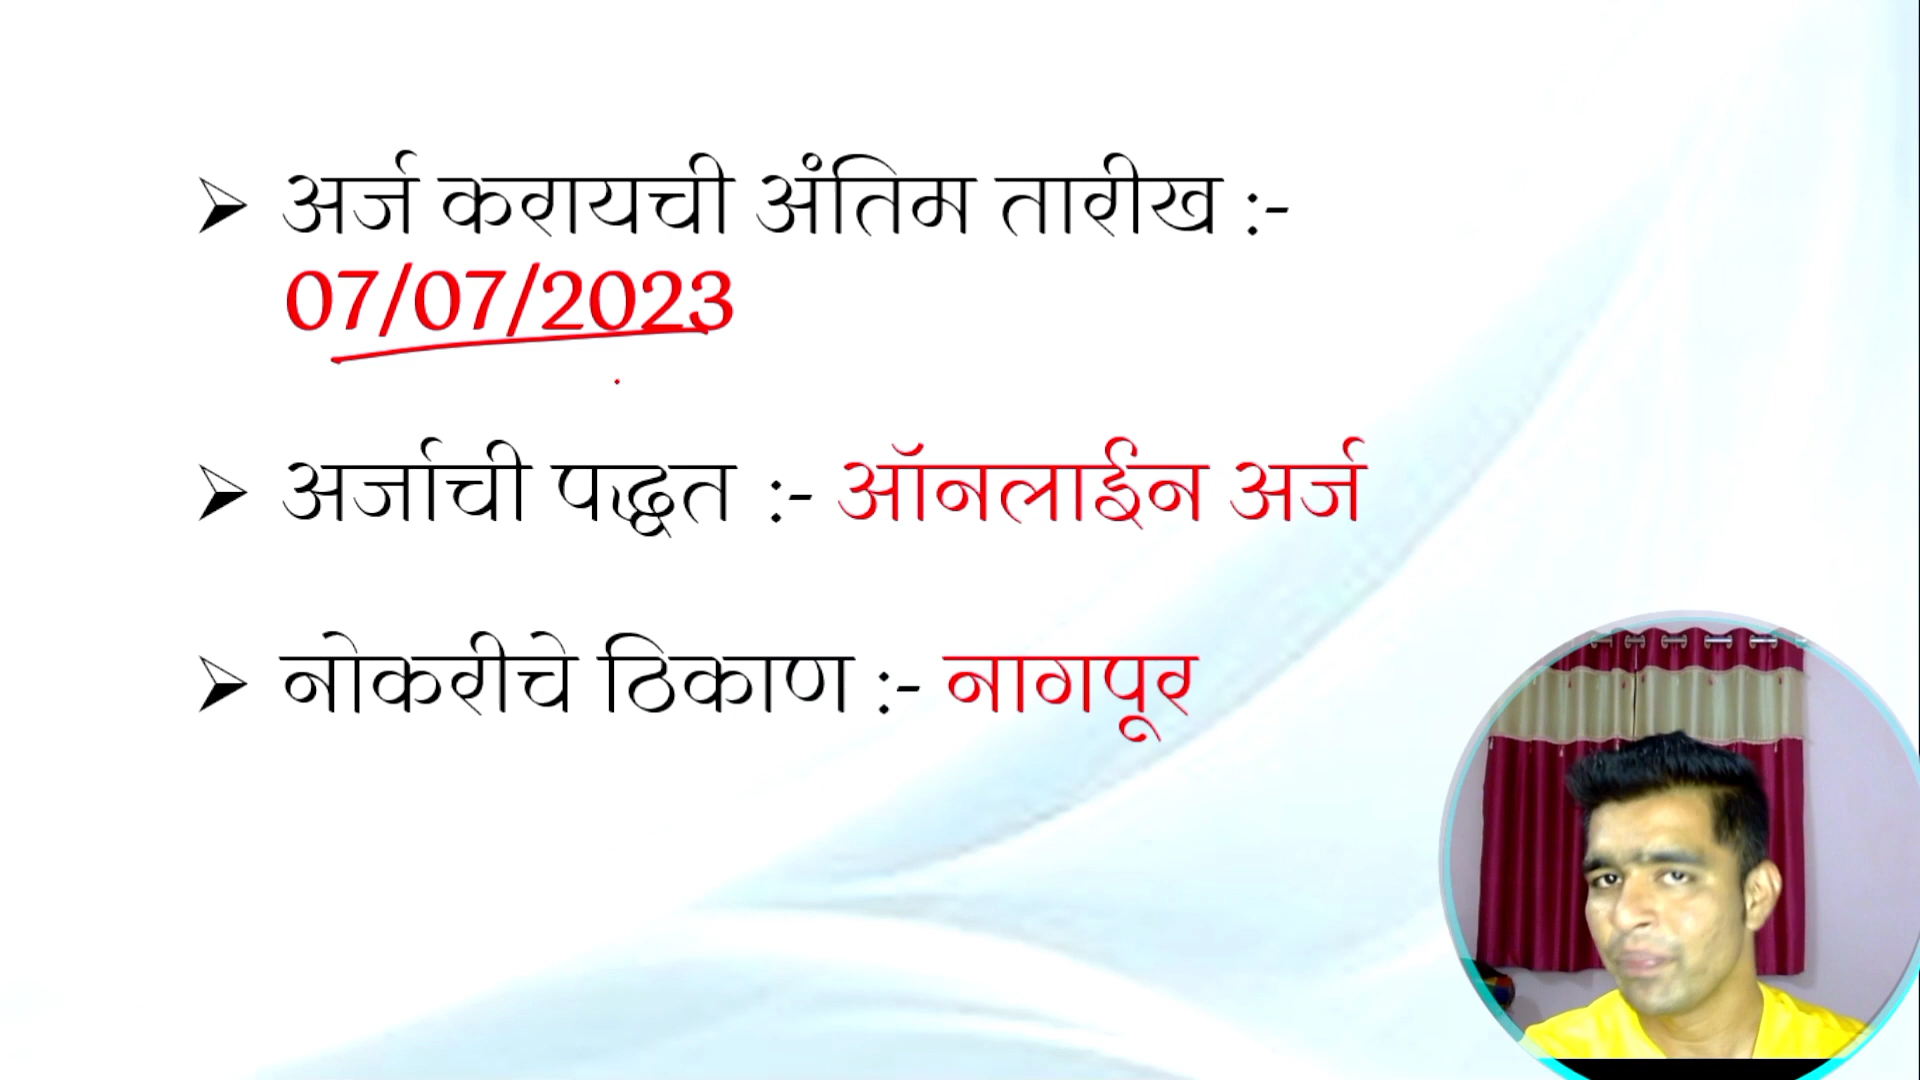 ➢ अर्ज करायची अंतिम तारीख :-
07/07/2023
➢ अर्जाची पद्धत :- ऑनलाईन अर्ज
➢ नोकरीचे ठिकाण :- नागपूर